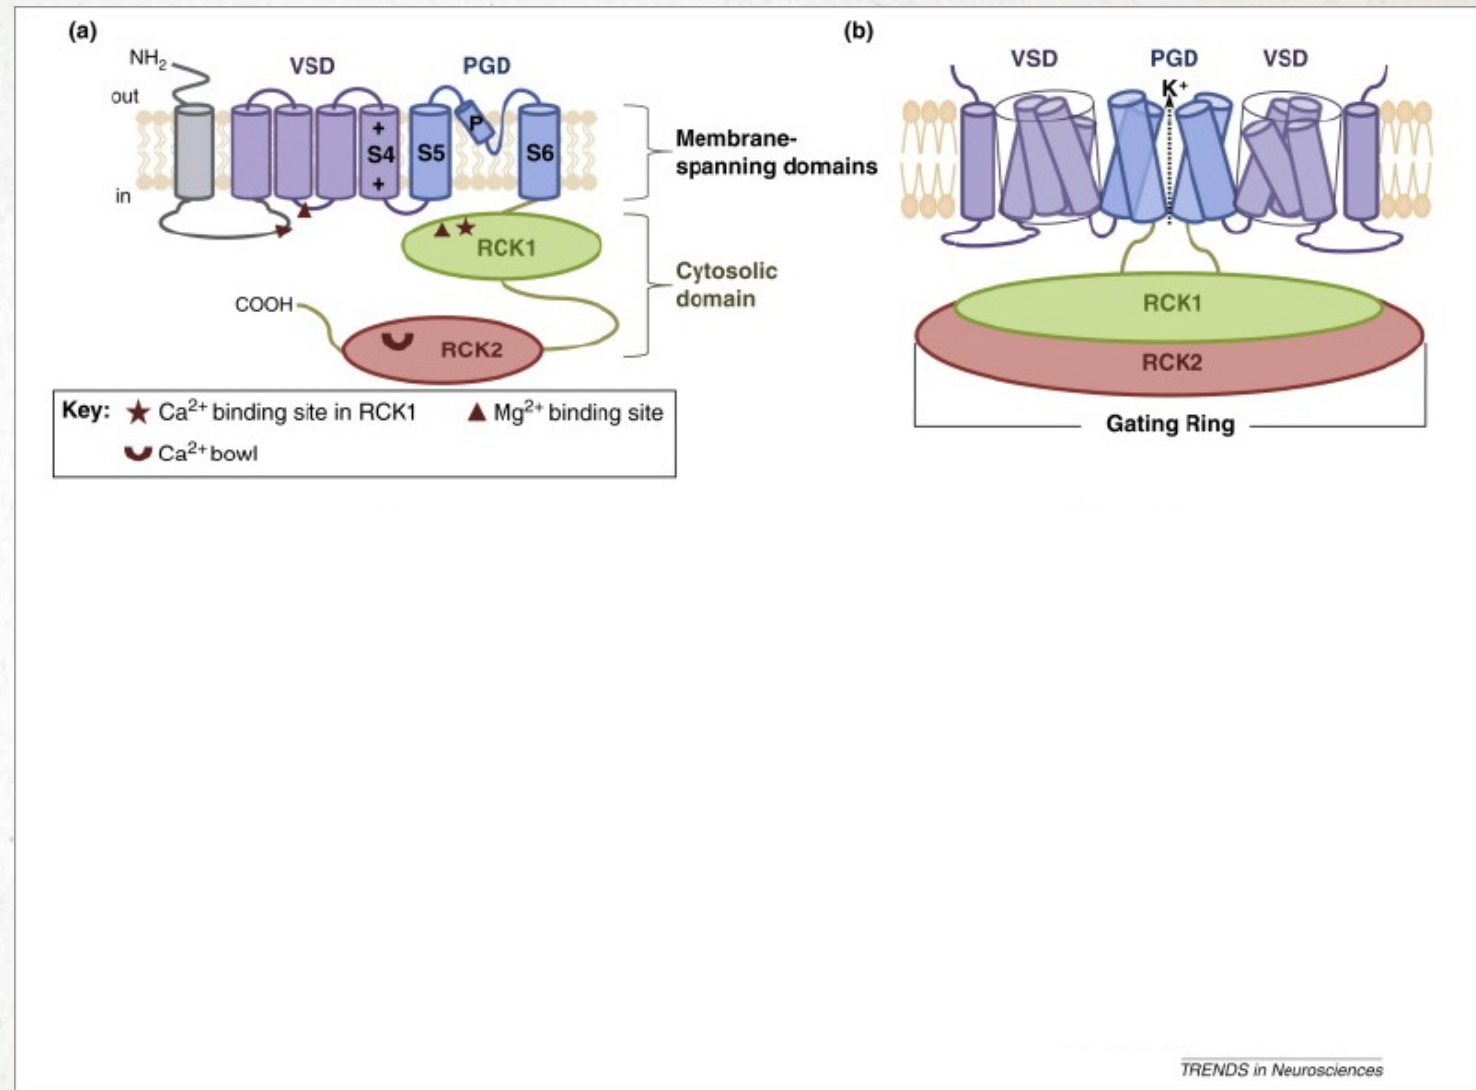 (a)
NH2
VSD
PGD
out
in
+
S4
+
S5
P
S6
Membrane-
spanning domains
RCK1
Cytosolic
domain
COOH
RCK2
Key: ★ Ca2+ binding site in RCK1 ▲ Mg2+ binding site
Ca2+ bowl
(b)
VSD
PGD
VSD
K+
RCK1
RCK2
Gating Ring
TRENDS in Neurosciences